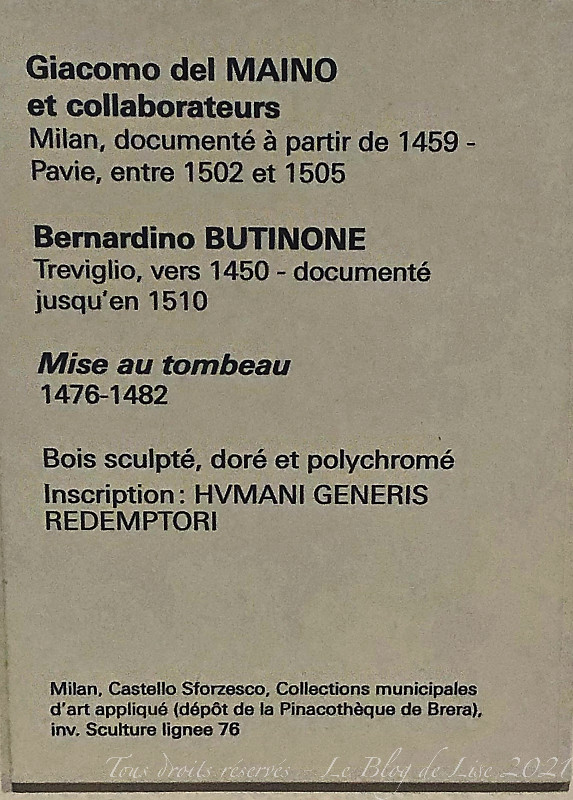 Giacomo del MAINO
et collaborateurs
Milan, documenté à partir de 1459 -
Pavie, entre 1502 et 1505
Bernardino BUTINONE
Treviglio, vers 1450 - documenté
jusqu'en 1510
Mise au tombeau
1476-1482
Bois sculpté, doré et polychromé
Inscription : HVMANI GENERIS
REDEMPTORI
Milan, Castello Sforzesco, Collections municipales
d'art appliqué (dépôt de la Pinacothèque de Brera),
inv. Sculture lignee 76
Tous droits réservés - Le Blog de Lise 2021